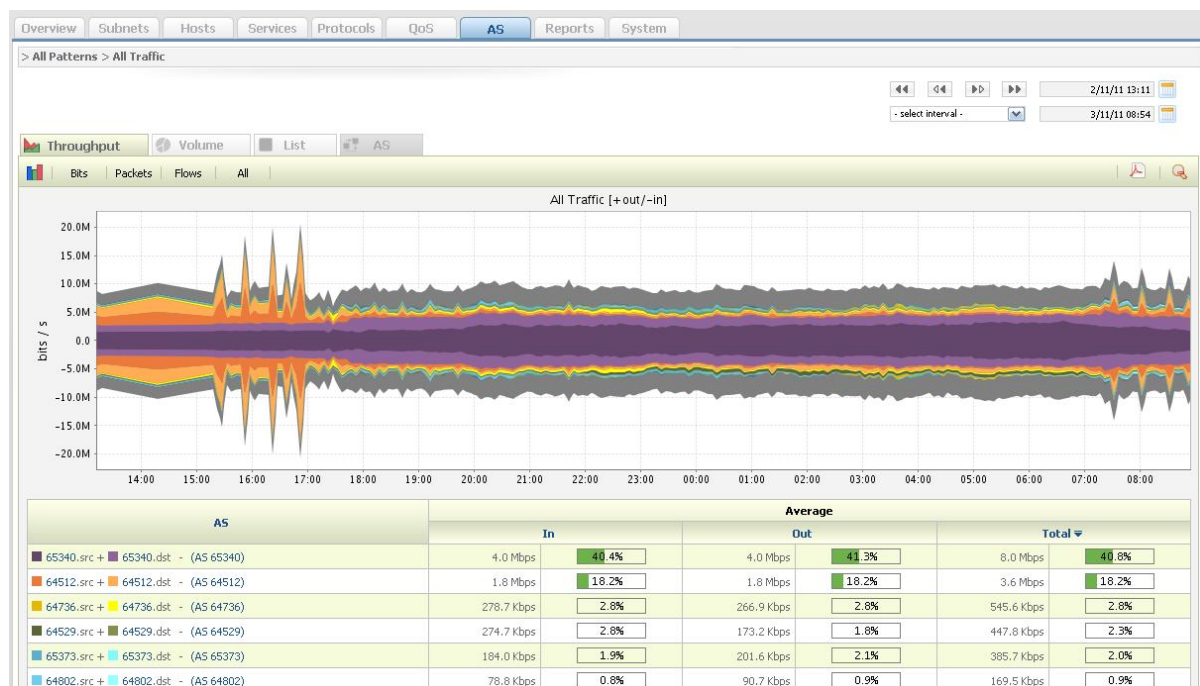 Overview Subnets Hosts Services Protocols QoS AS Reports System
> All Patterns > All Traffic
2/11/11 13:11
- select interval - 3/11/11 08:54
Throughput Volume List AS
Bits Packets Flows All
All Traffic [+out/-in]
bits / s
20.0M
15.0M
10.0M
5.0M
0.0
-5.0M
-10.0M
-15.0M
-20.0M
14:00 15:00 16:00 17:00 18:00 19:00 20:00 21:00 22:00 23:00 00:00 01:00 02:00 03:00 04:00 05:00 06:00 07:00 08:00
AS Average
In Out Total
65340.src + 65340.dst - (AS 65340) 4.0 Mbps 40.4% 4.0 Mbps 41.3% 8.0 Mbps 40.8%
64512.src + 64512.dst - (AS 64512) 1.8 Mbps 18.2% 1.8 Mbps 18.2% 3.6 Mbps 18.2%
64736.src + 64736.dst - (AS 64736) 278.7 Kbps 2.8% 266.9 Kbps 2.8% 545.6 Kbps 2.8%
64529.src + 64529.dst - (AS 64529) 274.7 Kbps 2.8% 173.2 Kbps 1.8% 447.8 Kbps 2.3%
65373.src + 65373.dst - (AS 65373) 184.0 Kbps 1.9% 201.6 Kbps 2.1% 385.7 Kbps 2.0%
64802.src + 64802.dst - (AS 64802) 78.8 Kbps 0.8% 90.7 Kbps 0.9% 169.5 Kbps 0.9%